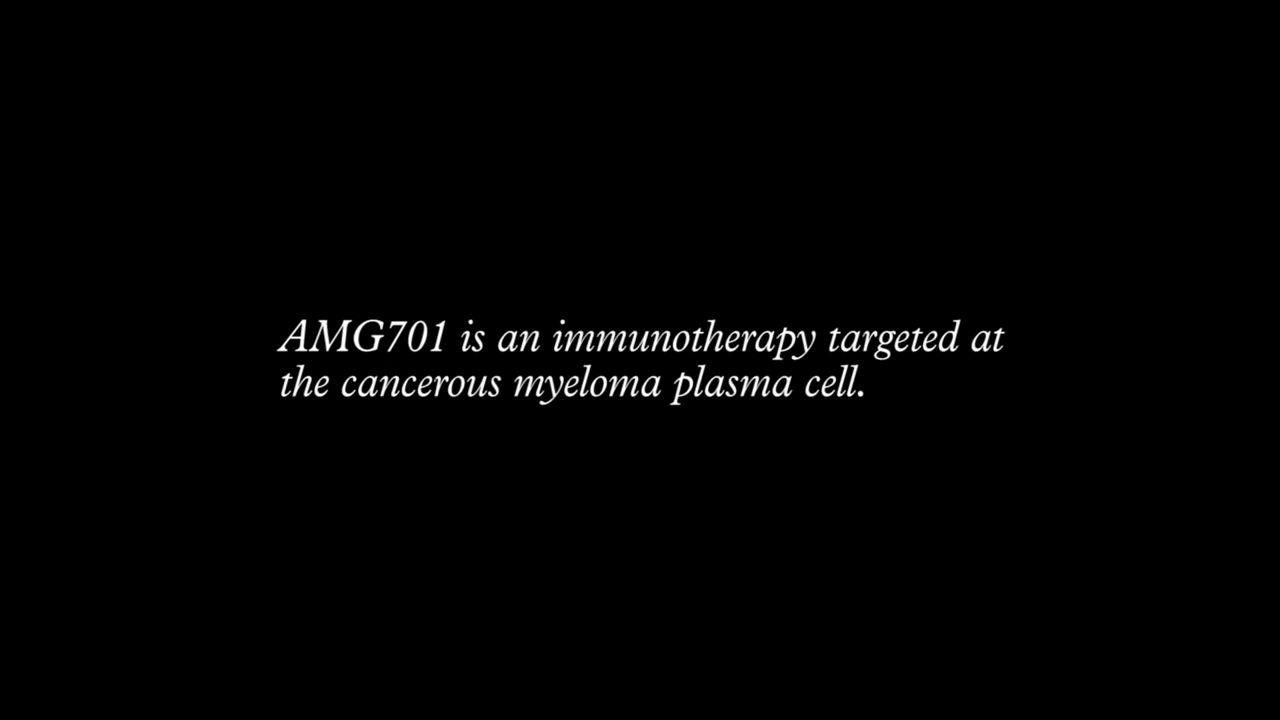 AMG701 is an immunotherapy targeted at
the cancerous myeloma plasma cell.